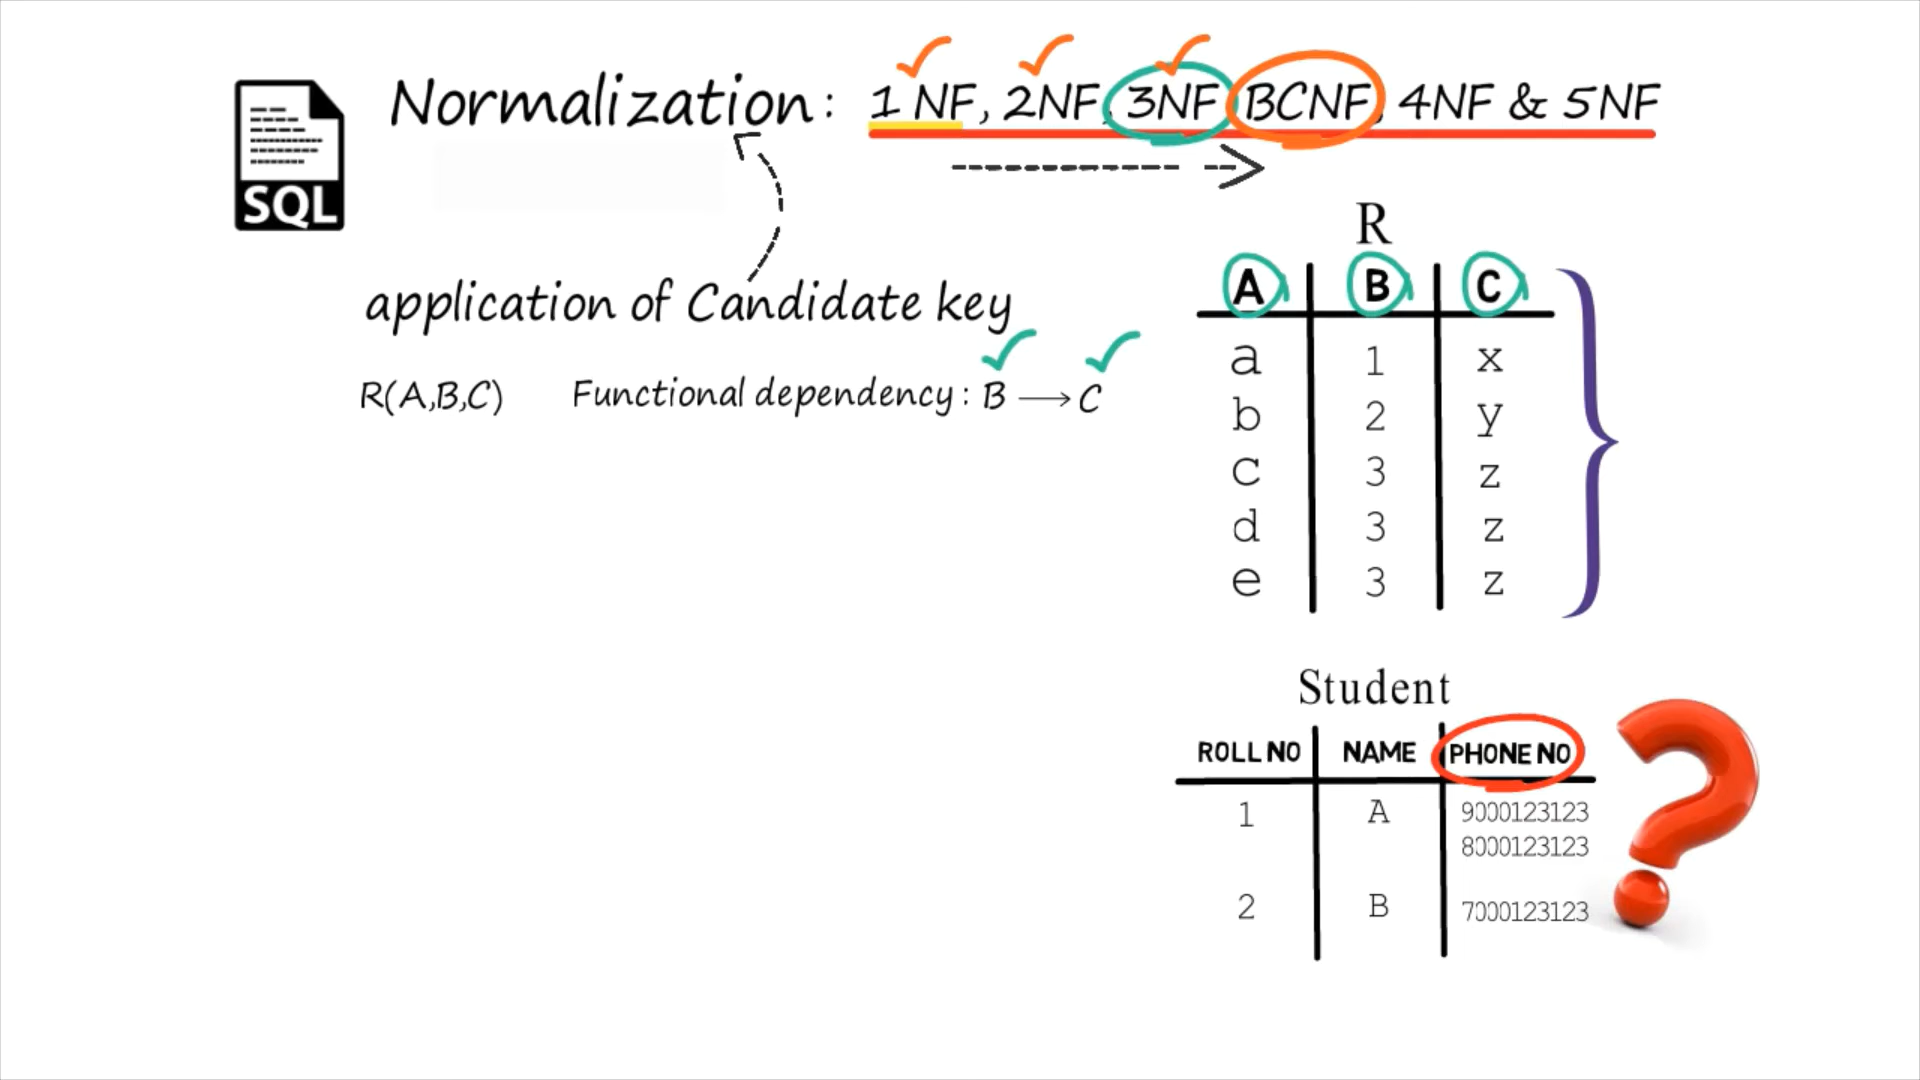 SQL
Normalization: 1 NF, 2NF, 3NF, BCNF, 4NF & 5NF
application of Candidate key
R(A,B,C) Functional dependency: B → C
R
A B C
a 1 x
b 2 y
c 3 z
d 3 z
e 3 z
Student
ROLL NO NAME PHONE NO
1 A 9000123123
8000123123
2 B 7000123123